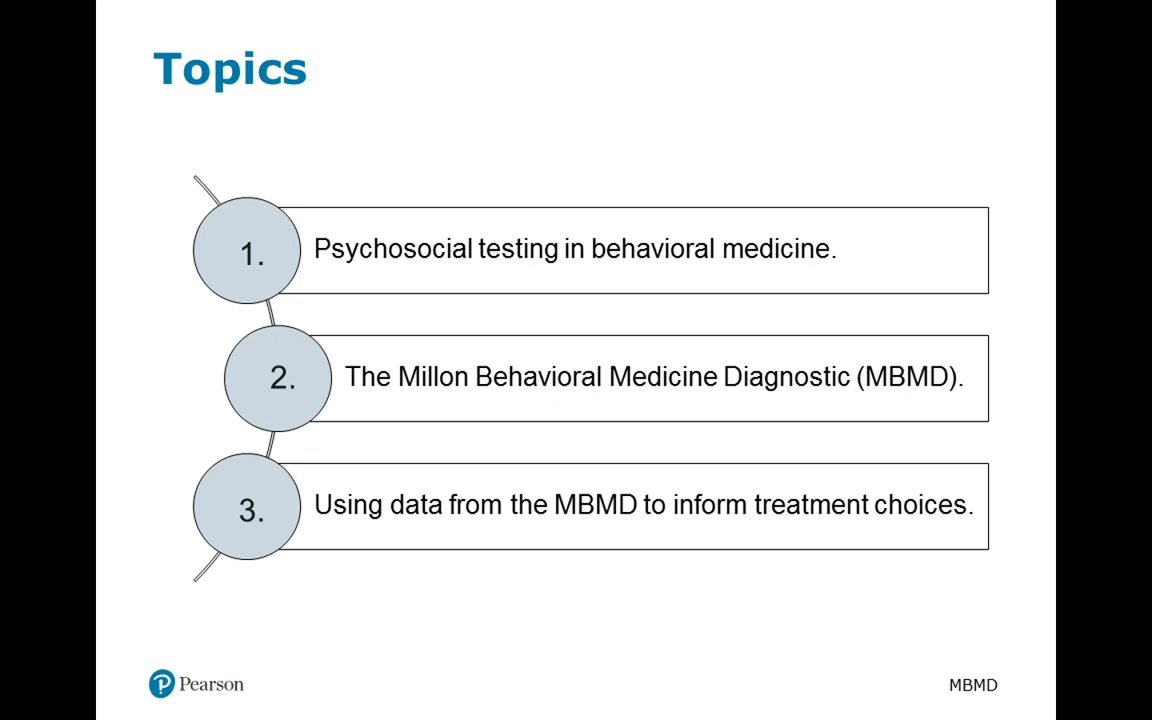 Topics
1.
Psychosocial testing in behavioral medicine.
2.
The Millon Behavioral Medicine Diagnostic (MBMD).
3.
Using data from the MBMD to inform treatment choices.
Pearson
MBMD